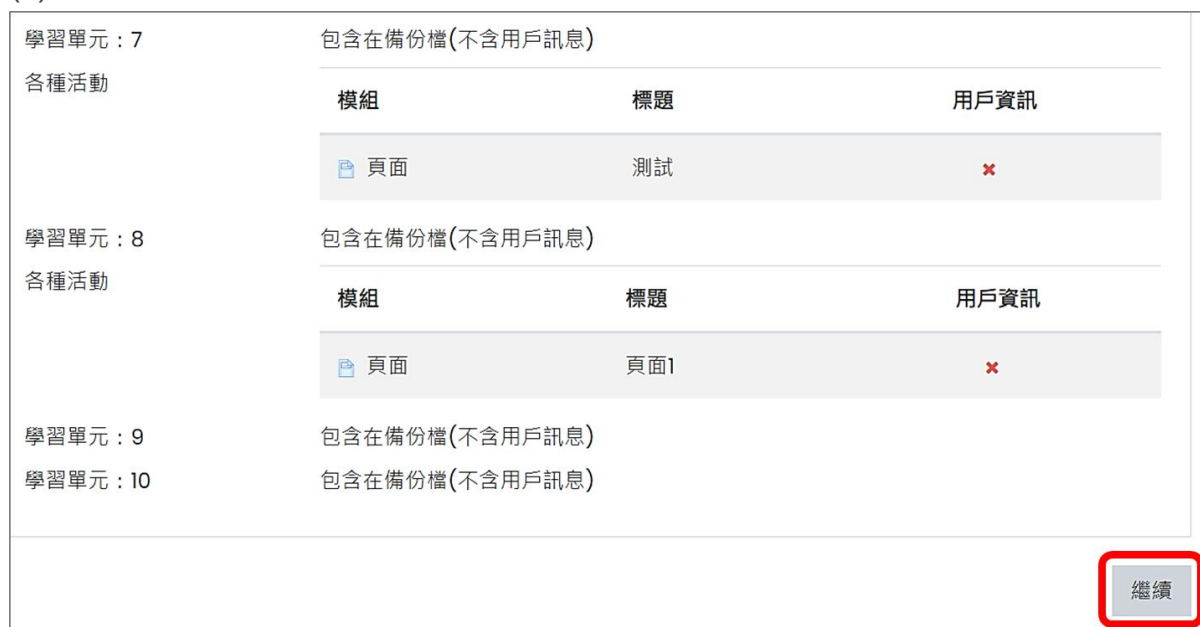 學習單元：7 包含在備份檔(不含用戶訊息)
各種活動
模組 標題 用戶資訊
頁面 測試
學習單元：8 包含在備份檔(不含用戶訊息)
各種活動
模組 標題 用戶資訊
頁面 頁面1
學習單元：9 包含在備份檔(不含用戶訊息)
學習單元：10 包含在備份檔(不含用戶訊息)
繼續